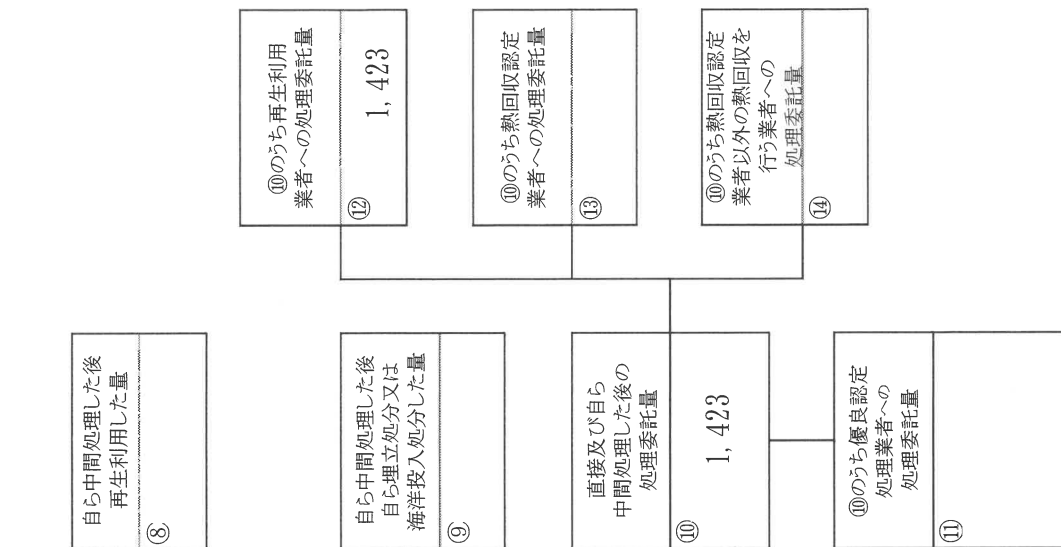 自ら中間処理した後
再生利用した量
⑧
自ら中間処理した後
自ら埋立処分又は
海洋投入処分した量
⑨
直接及び自ら
中間処理した後の
処理委託量
⑩
1,423
⑩のうち優良認定
処理業者への
処理委託量
⑪
⑩のうち再生利用
業者への処理委託量
⑫
1,423
⑩のうち熱回収認定
業者への処理委託量
⑬
⑩のうち熱回収認定
業者以外の熱回収を
行う業者への
処理委託量
⑭